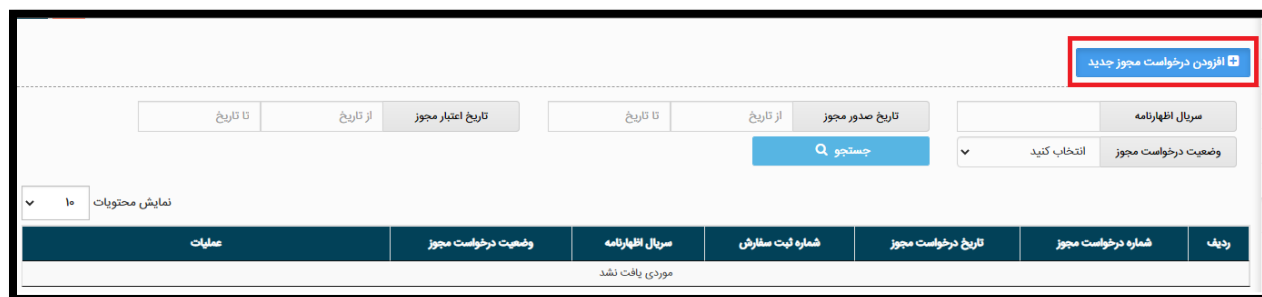 افزودن درخواست مجوز جدید
سریال اظهارنامه تاریخ صدور مجوز از تاریخ تا تاریخ تاریخ اعتبار مجوز از تاریخ تا تاریخ
وضعیت درخواست مجوز انتخاب کنید جستجو
نمایش محتویات ۱۰
ردیف شماره درخواست مجوز تاریخ درخواست مجوز شماره ثبت سفارش سریال اظهارنامه وضعیت درخواست مجوز عملیات
موردی یافت نشد